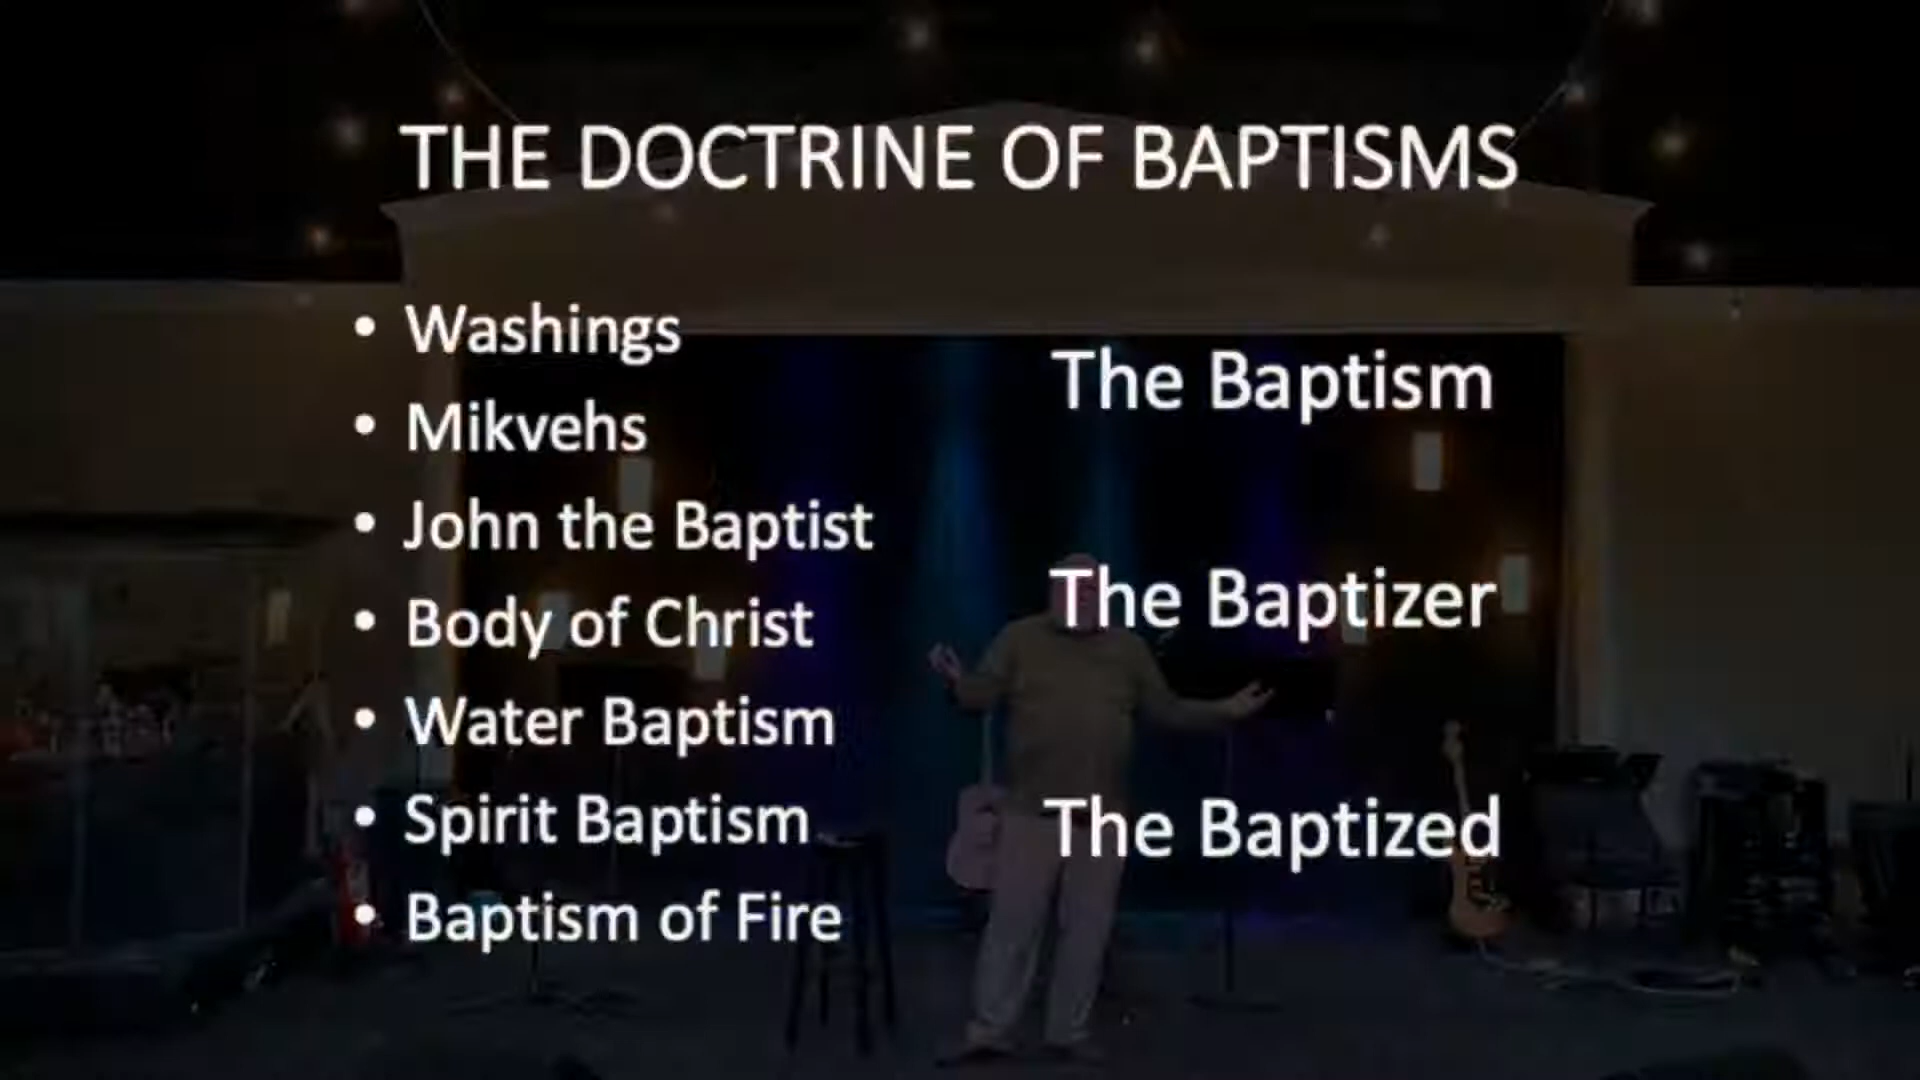 THE DOCTRINE OF BAPTISMS
• Washings
• Mikvehs
• John the Baptist
• Body of Christ
• Water Baptism
• Spirit Baptism
• Baptism of Fire
The Baptism
The Baptizer
The Baptized